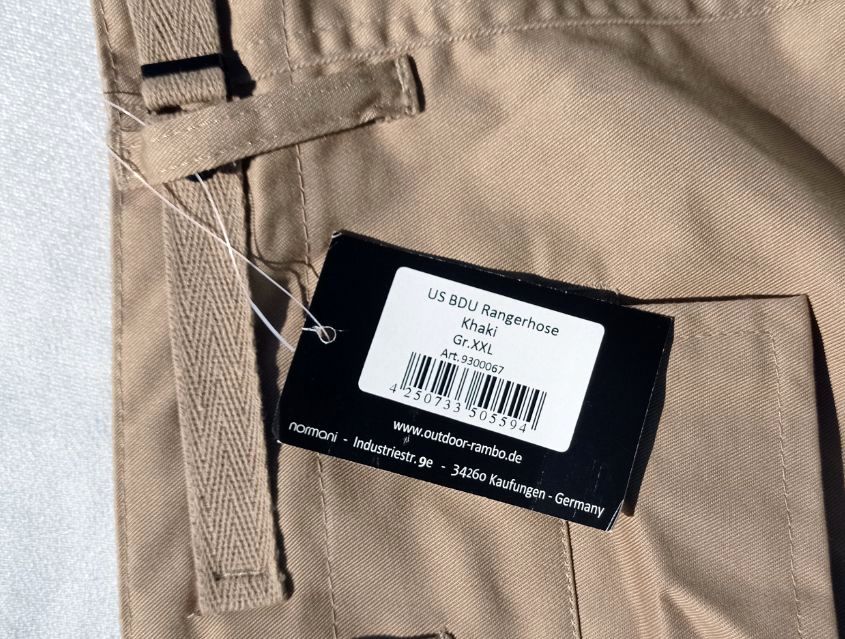 US BDU Rangerhose
Khaki
Gr.XXL
Art.9300067
4 250733 505594
www.outdoor-rambo.de
normani - Industriestr. 9e - 34260 Kaufungen - Germany